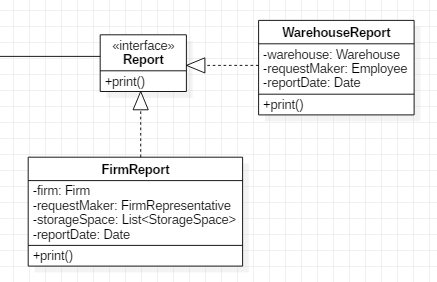 «interface»
Report
+print()
WarehouseReport
-warehouse: Warehouse
-requestMaker: Employee
-reportDate: Date
+print()
FirmReport
-firm: Firm
-requestMaker: FirmRepresentative
-storageSpace: List<StorageSpace>
-reportDate: Date
+print()